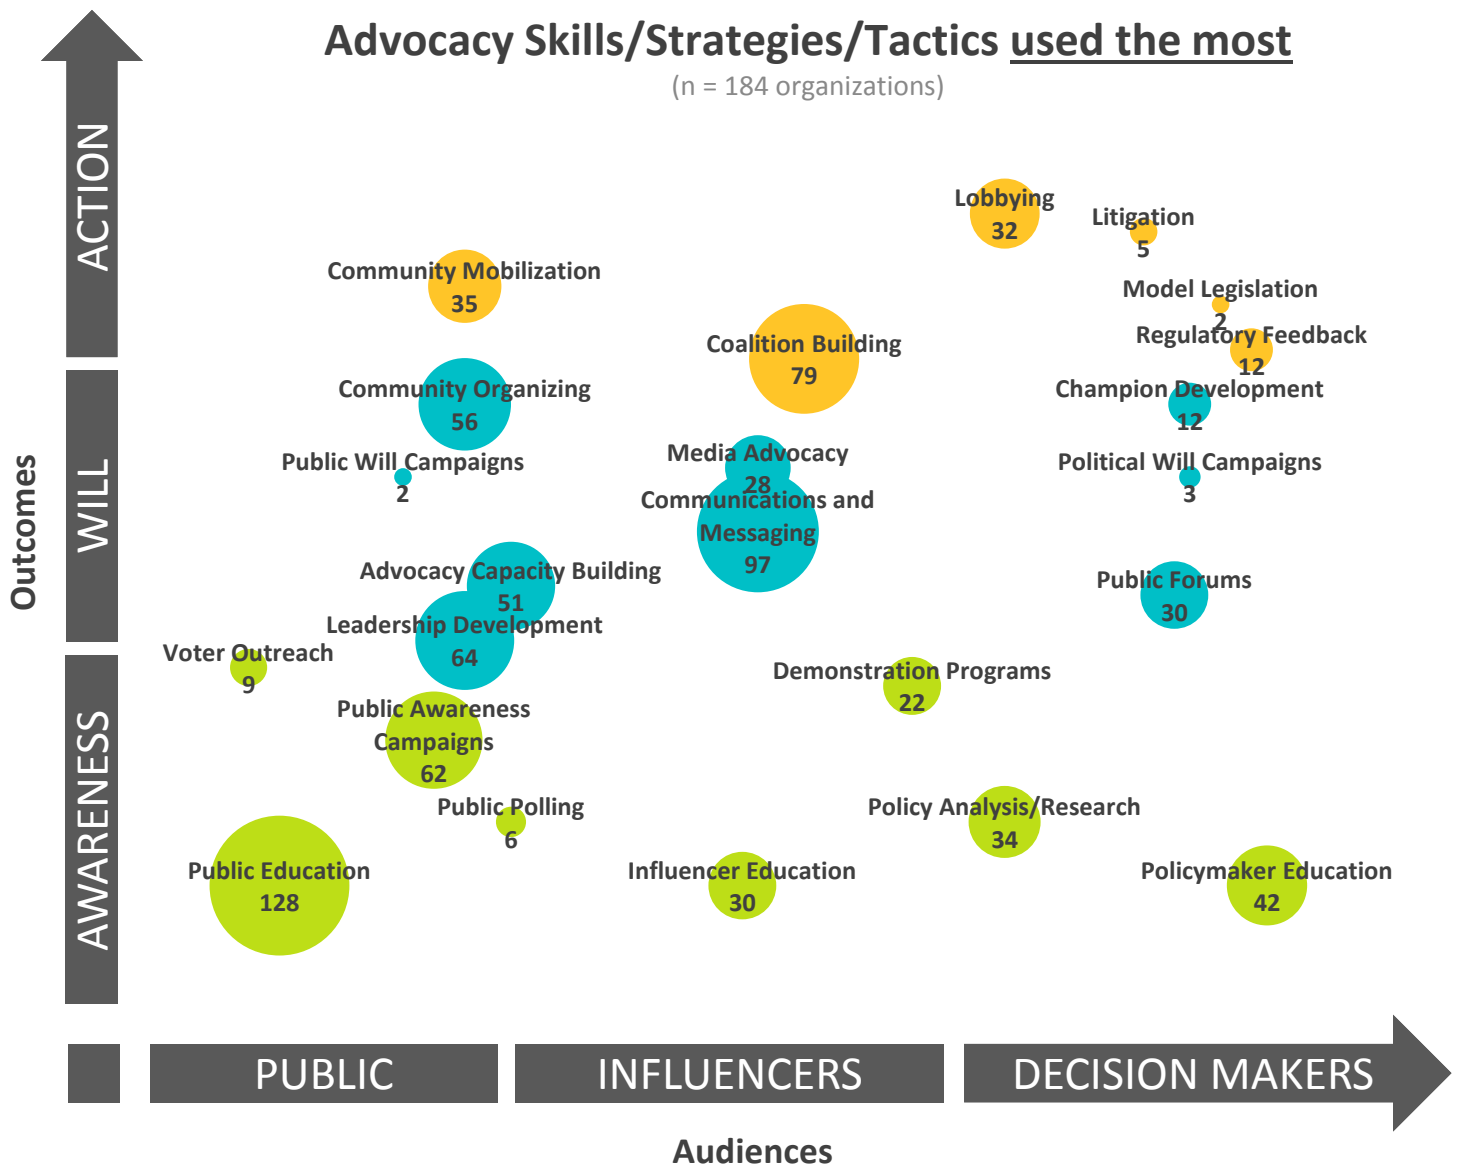 Advocacy Skills/Strategies/Tactics used the most
(n = 184 organizations)
Outcomes
ACTION
WILL
AWARENESS
Lobbying
32
Litigation
5
Community Mobilization
35
Model Legislation
2
Regulatory Feedback
12
Coalition Building
79
Community Organizing
56
Champion Development
12
Public Will Campaigns
2
Media Advocacy
28
Political Will Campaigns
3
Communications and
Messaging
97
Advocacy Capacity Building
51
Public Forums
30
Leadership Development
64
Voter Outreach
9
Demonstration Programs
22
Public Awareness
Campaigns
62
Public Polling
6
Policy Analysis/Research
34
Public Education
128
Influencer Education
30
Policymaker Education
42
PUBLIC
INFLUENCERS
DECISION MAKERS
Audiences